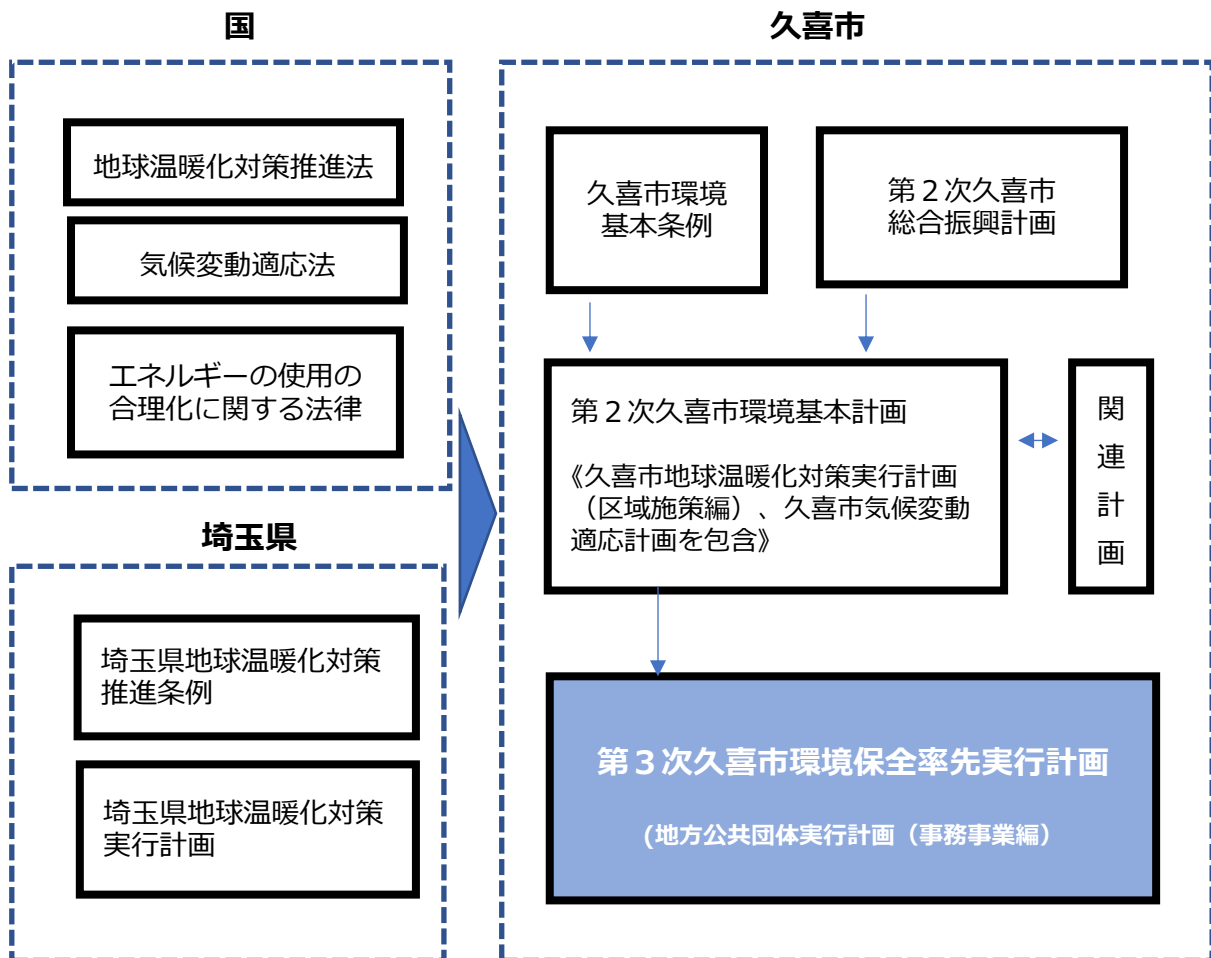 国
地球温暖化対策推進法
気候変動適応法
エネルギーの使用の
合理化に関する法律
埼玉県
埼玉県地球温暖化対策
推進条例
埼玉県地球温暖化対策
実行計画
久喜市
久喜市環境
基本条例
第２次久喜市
総合振興計画
第２次久喜市環境基本計画
《久喜市地球温暖化対策実行計画
（区域施策編）、久喜市気候変動
適応計画を包含》
関
連
計
画
第３次久喜市環境保全率先実行計画
(地方公共団体実行計画（事務事業編）